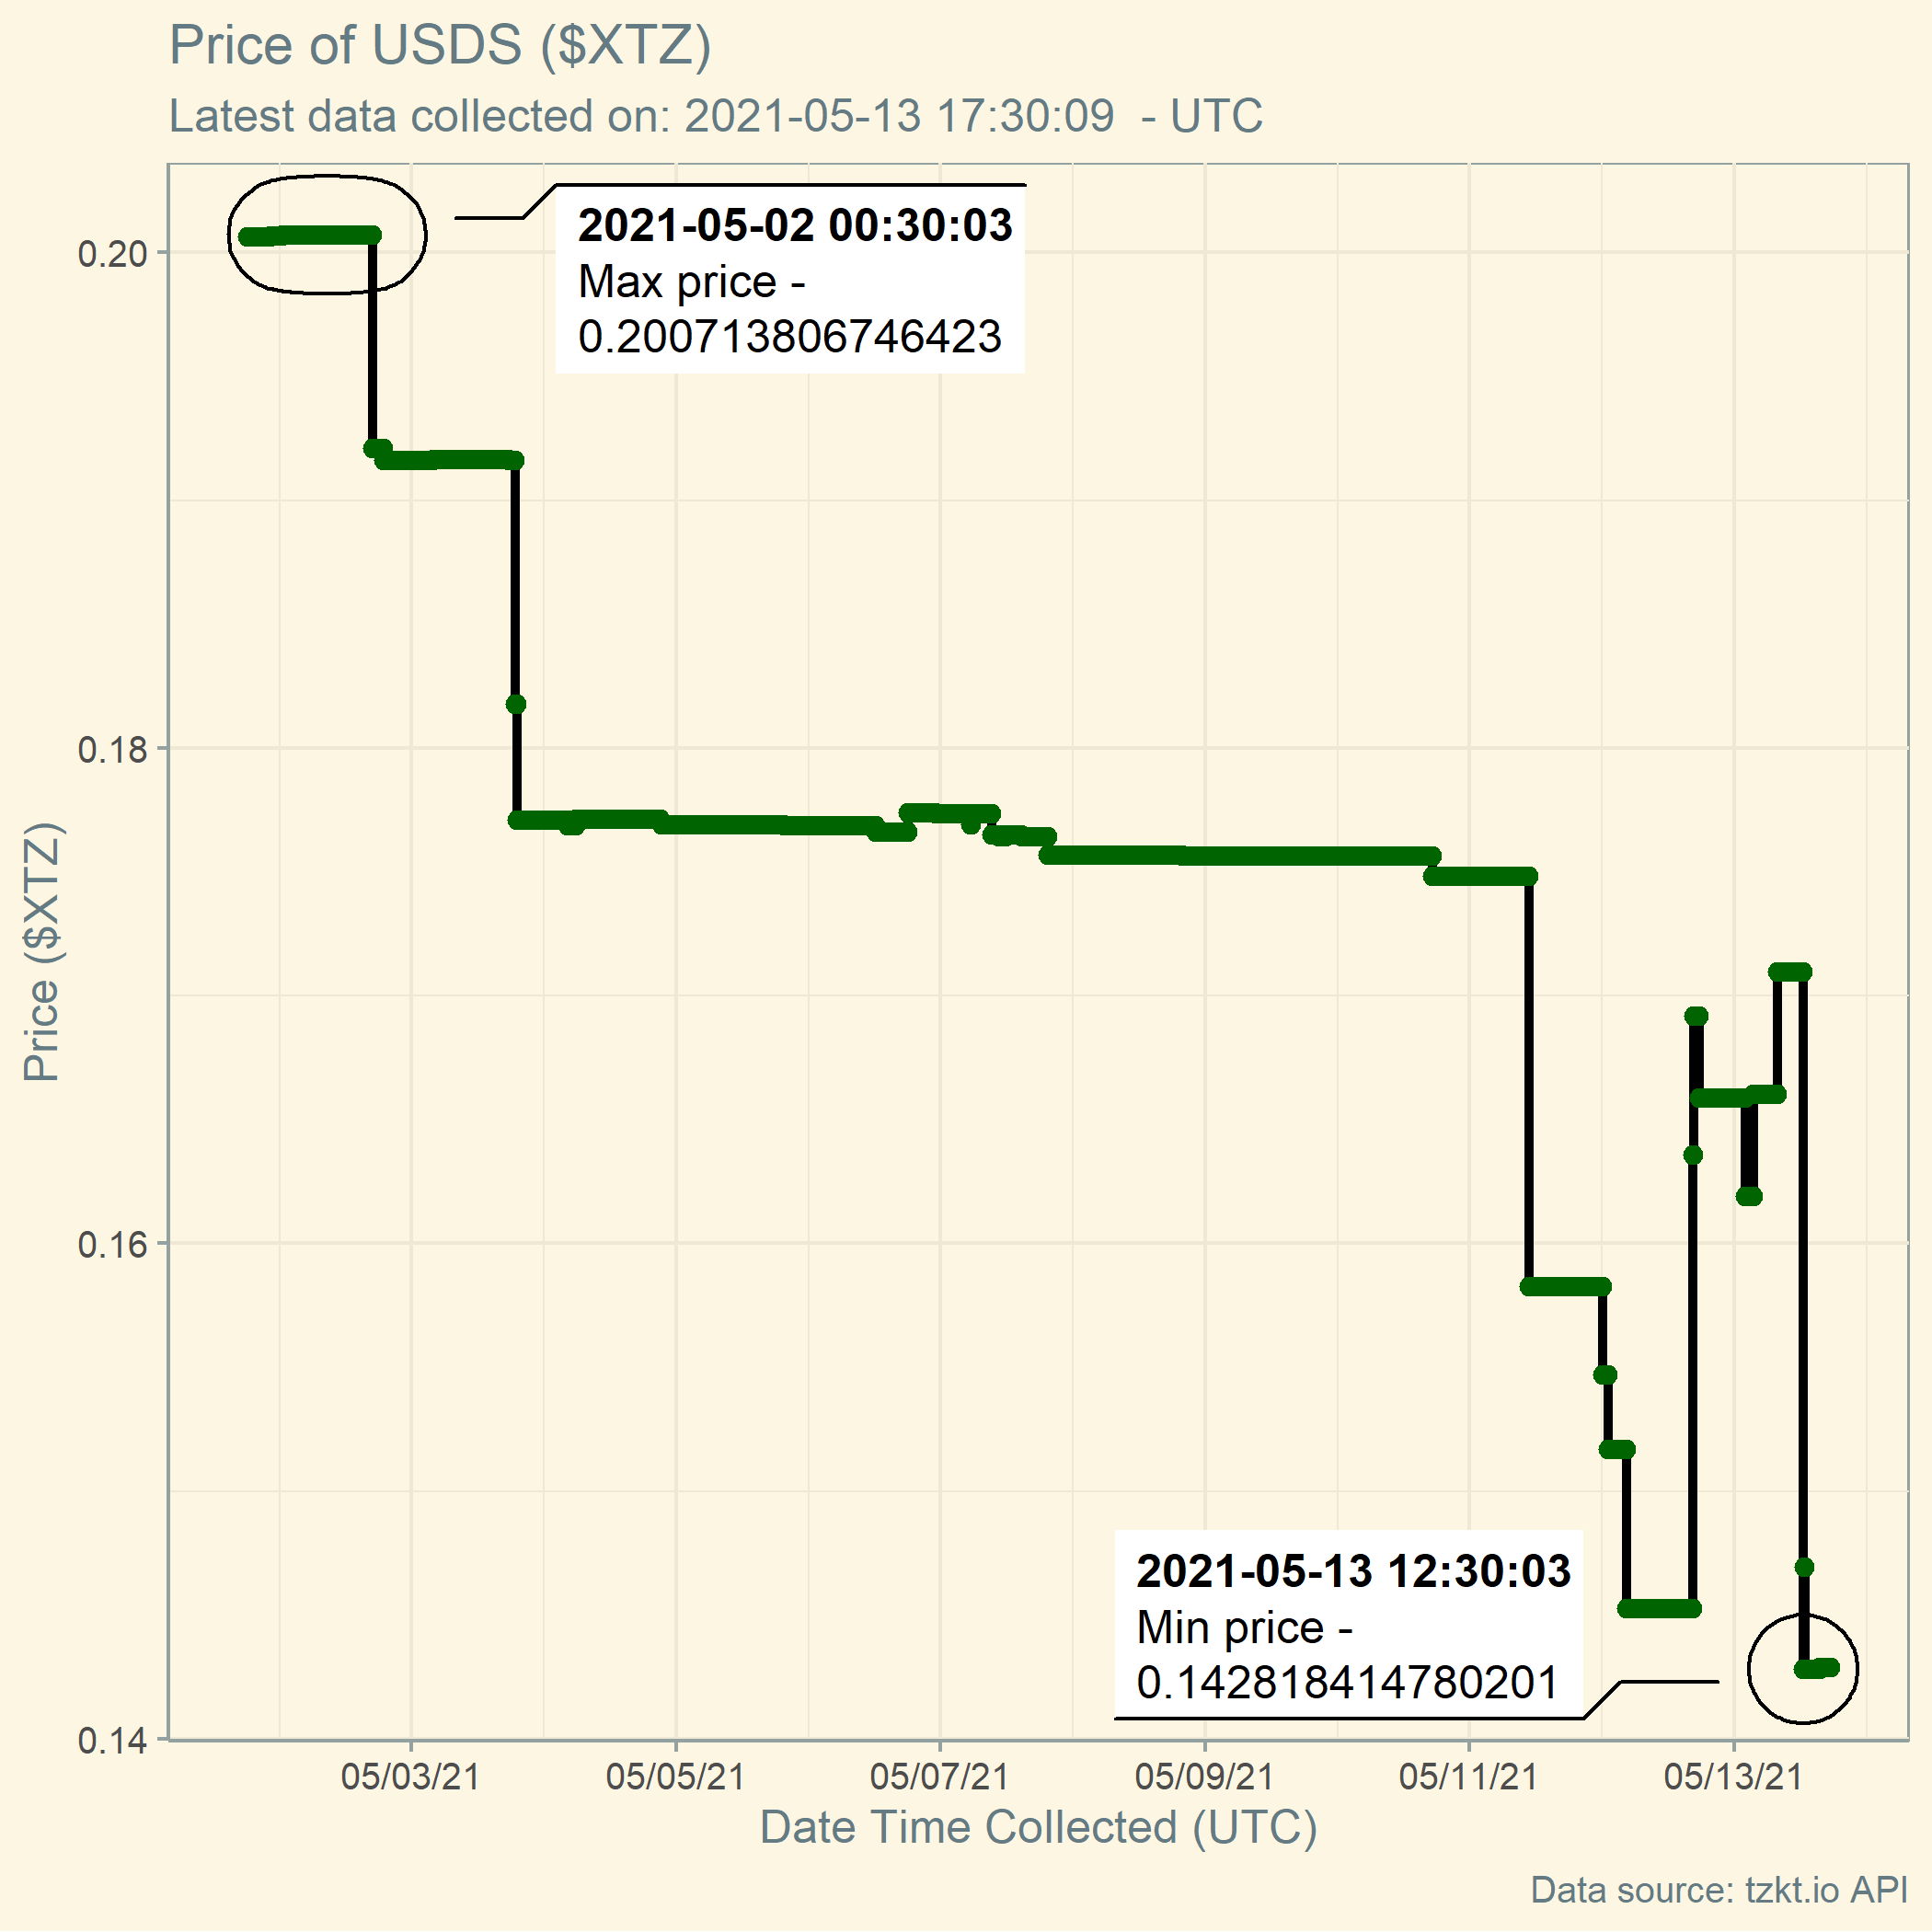 Price of USDS ($XTZ)
Latest data collected on: 2021-05-13 17:30:09  - UTC
2021-05-02 00:30:03
Max price -
0.200713806746423
0.20
0.18
0.16
0.14
Price ($XTZ)
2021-05-13 12:30:03
Min price -
0.142818414780201
05/03/21
05/05/21
05/07/21
05/09/21
05/11/21
05/13/21
Date Time Collected (UTC)
Data source: tzkt.io API